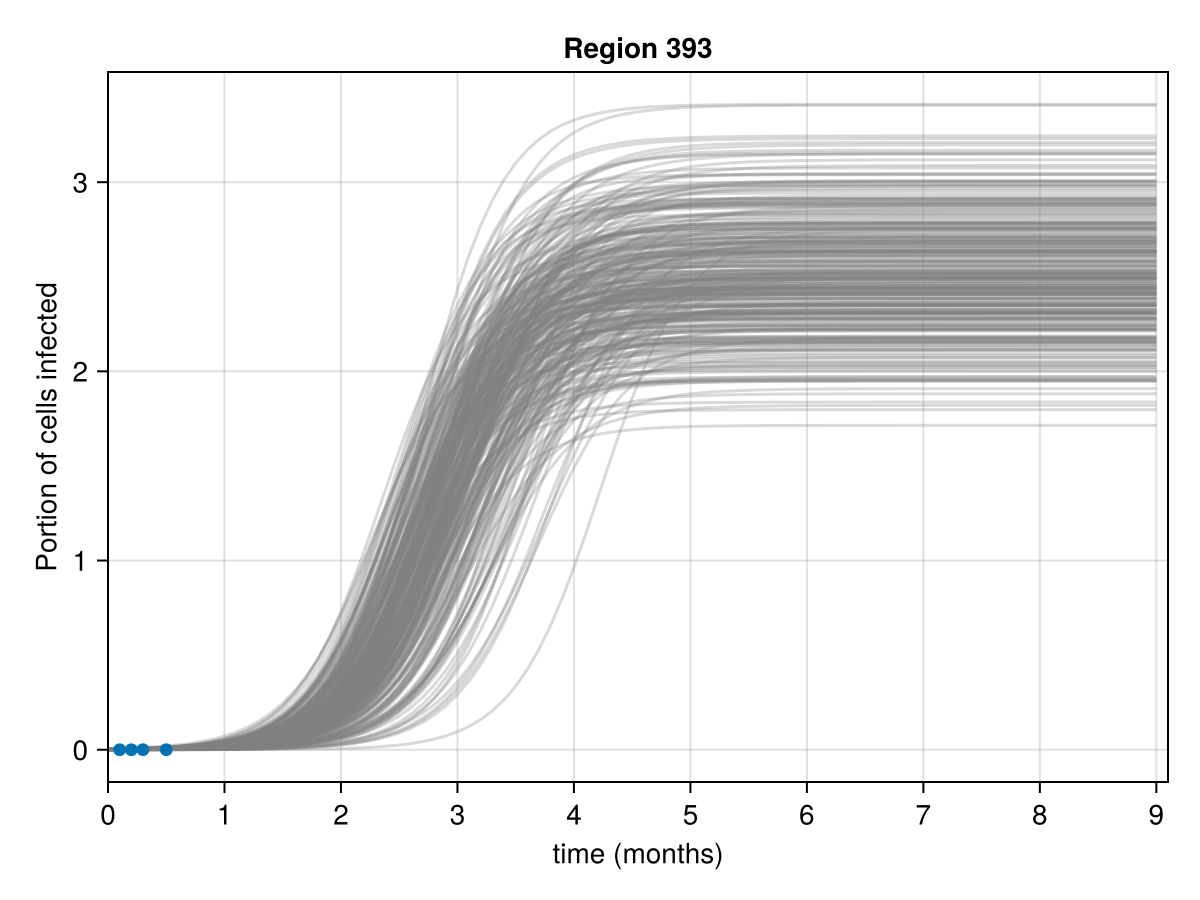 Region 393
Portion of cells infected
3
2
1
0
0 1 2 3 4 5 6 7 8 9
time (months)